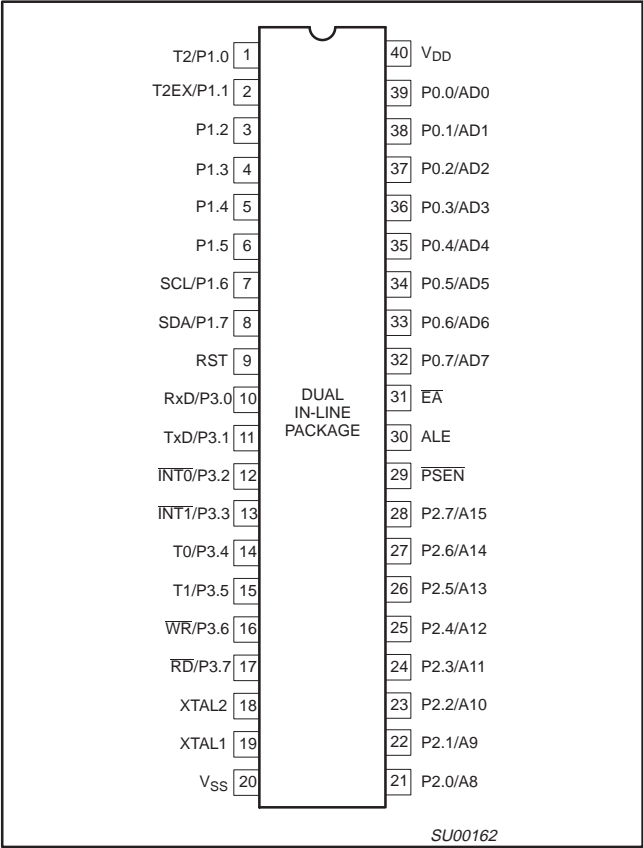 T2/P1.0 1 40 VDD
T2EX/P1.1 2 39 P0.0/AD0
P1.2 3 38 P0.1/AD1
P1.3 4 37 P0.2/AD2
P1.4 5 36 P0.3/AD3
P1.5 6 35 P0.4/AD4
SCL/P1.6 7 34 P0.5/AD5
SDA/P1.7 8 33 P0.6/AD6
RST 9 32 P0.7/AD7
RxD/P3.0 10 31 E̅A̅
TxD/P3.1 11 30 ALE
DUAL
IN-LINE
PACKAGE
I̅N̅T̅0̅/P3.2 12 29 P̅S̅E̅N̅
I̅N̅T̅1̅/P3.3 13 28 P2.7/A15
T0/P3.4 14 27 P2.6/A14
T1/P3.5 15 26 P2.5/A13
W̅R̅/P3.6 16 25 P2.4/A12
R̅D̅/P3.7 17 24 P2.3/A11
XTAL2 18 23 P2.2/A10
XTAL1 19 22 P2.1/A9
VSS 20 21 P2.0/A8
SU00162